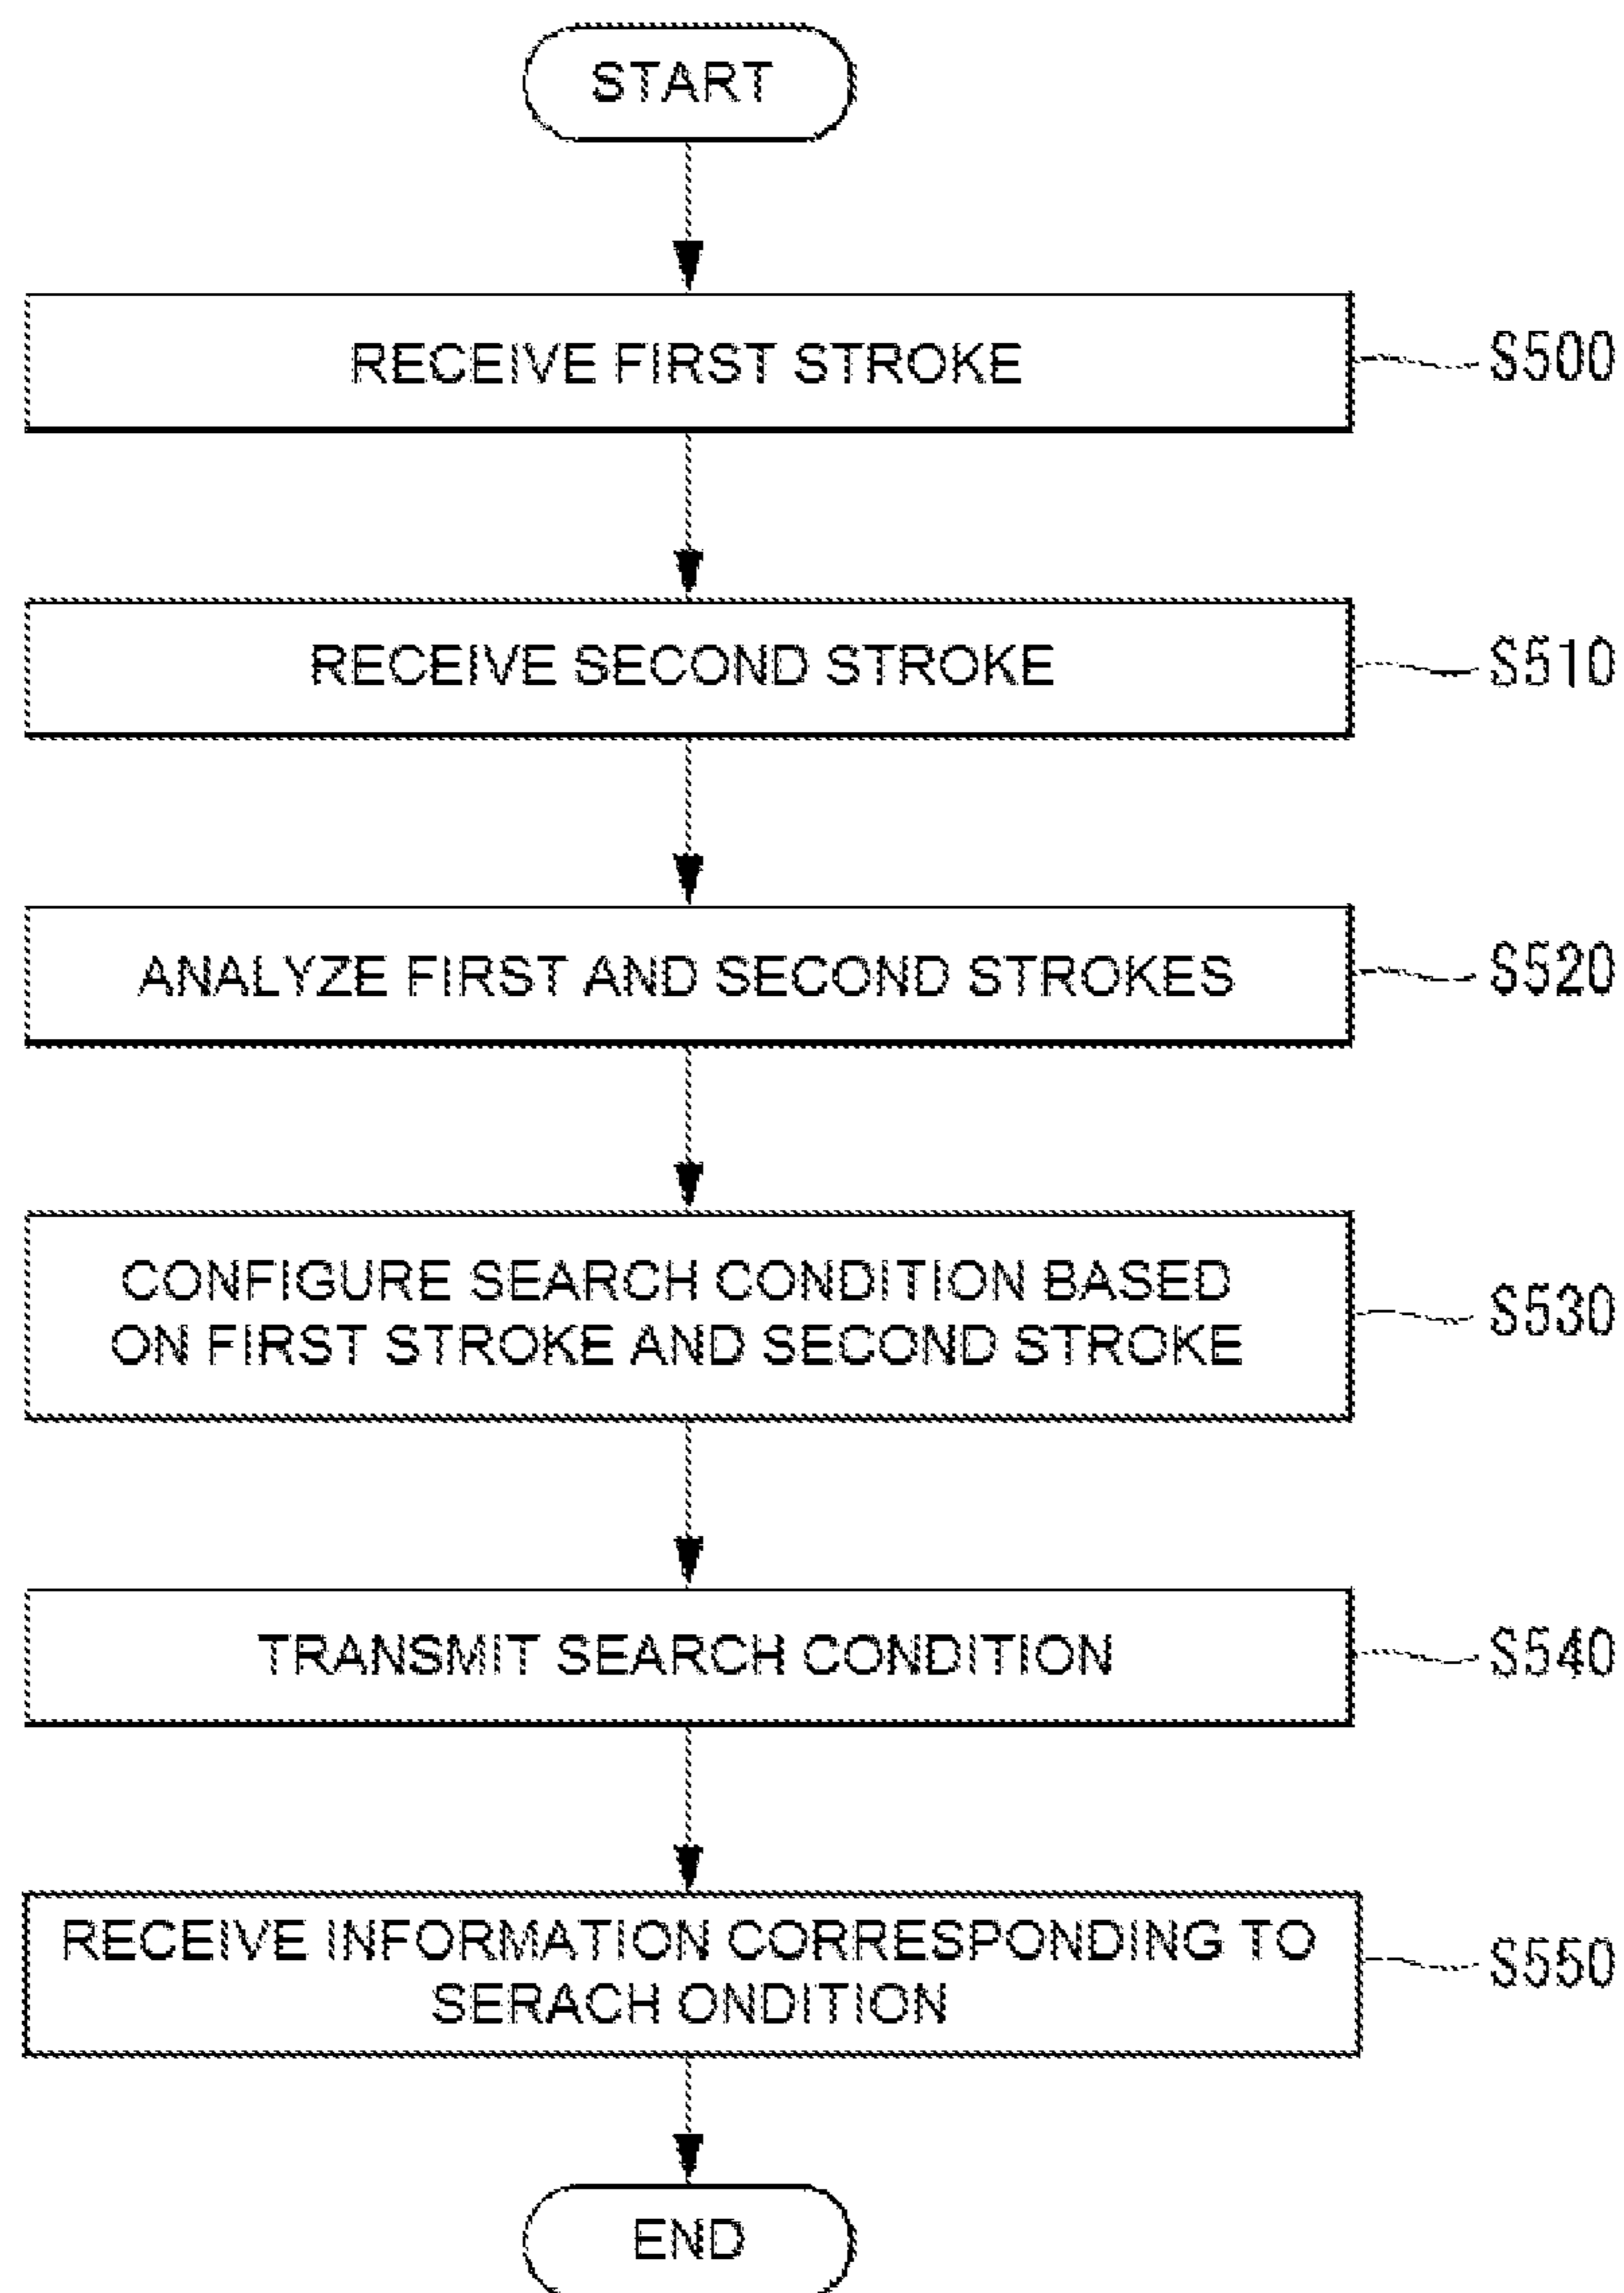 START
RECEIVE FIRST STROKE
S500
RECEIVE SECOND STROKE
S510
ANALYZE FIRST AND SECOND STROKES
S520
CONFIGURE SEARCH CONDITION BASED
ON FIRST STROKE AND SECOND STROKE
S530
TRANSMIT SEARCH CONDITION
S540
RECEIVE INFORMATION CORRESPONDING TO
SERACH ONDITION
S550
END